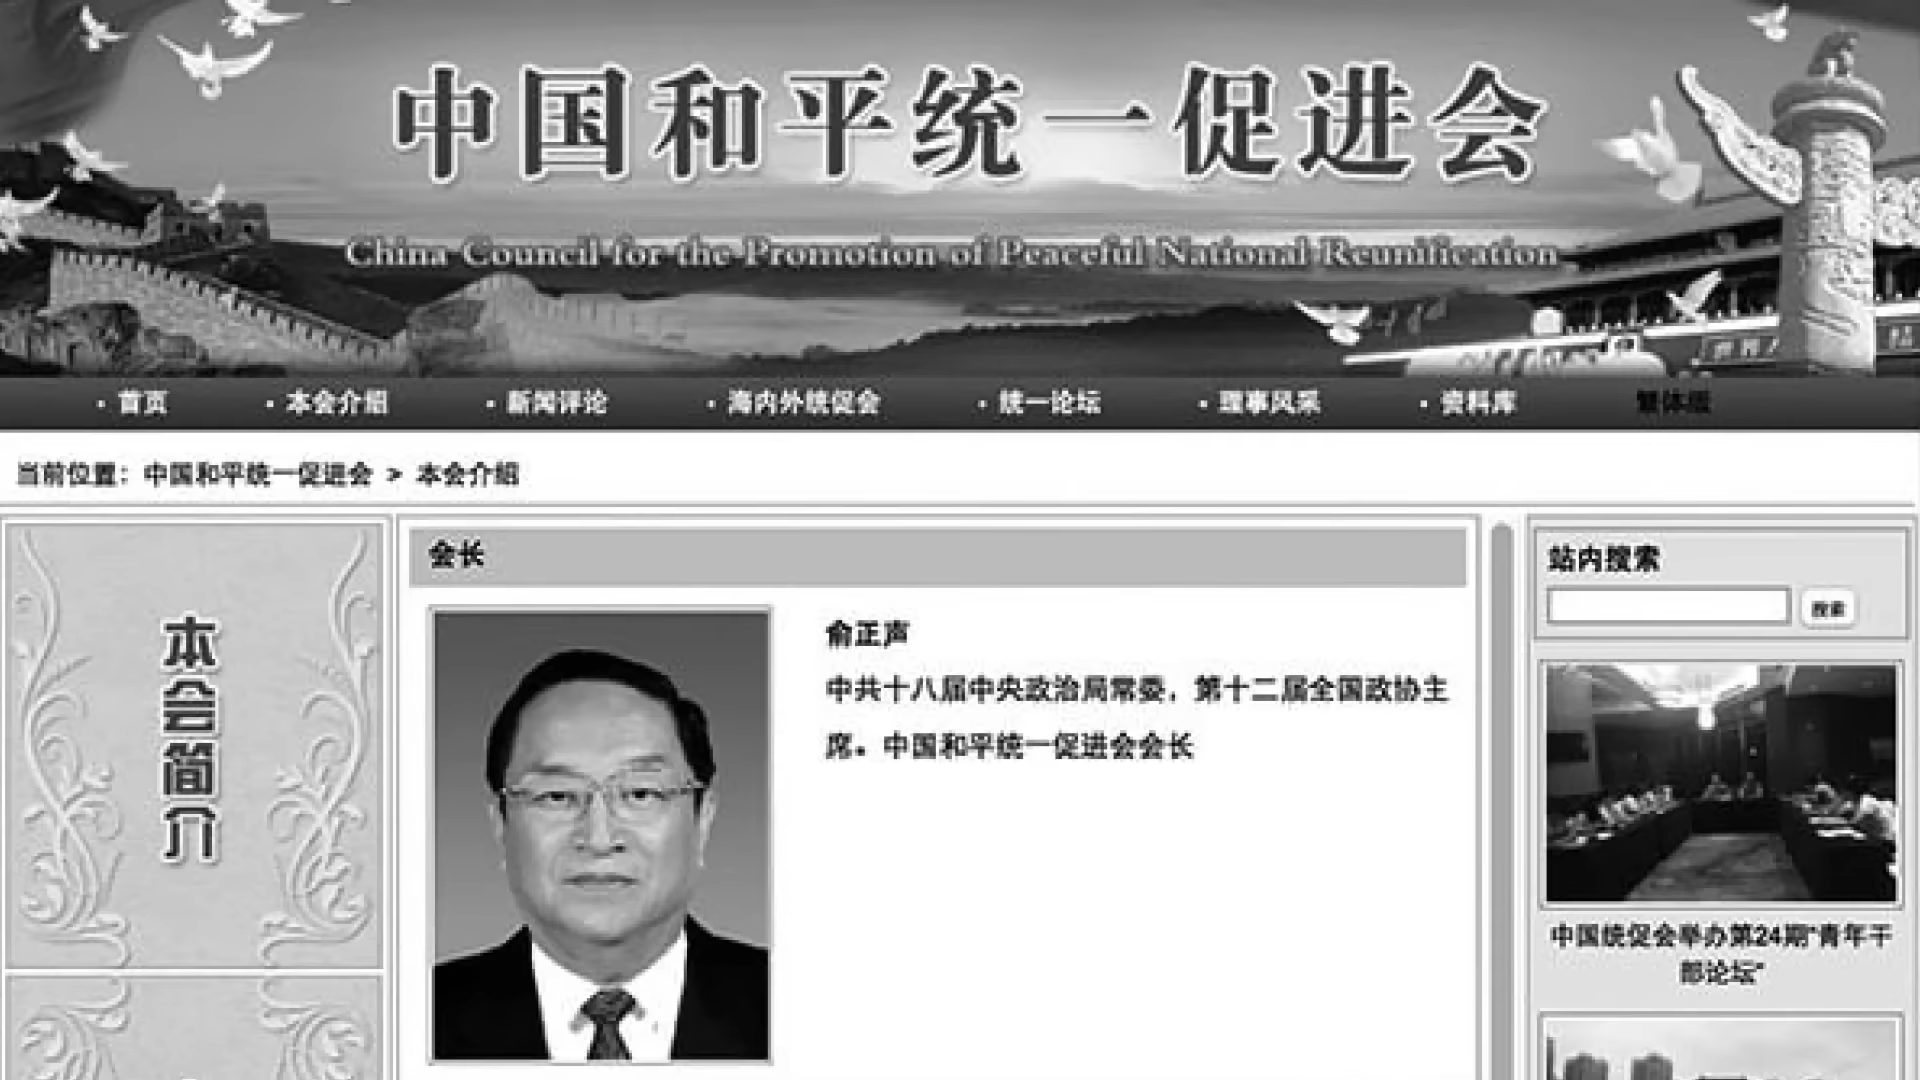 中国和平统一促进会
China Council for the Promotion of Peaceful National Reunification
· 首页 · 本会介绍 · 新闻评论 · 海内外统促会 · 统一论坛 · 理事风采 · 资料库 繁体版
当前位置：中国和平统一促进会 > 本会介绍
本会简介
会长
俞正声
中共十八届中央政治局常委，第十二届全国政协主
席。中国和平统一促进会会长
站内搜索
搜索
中国统促会举办第24期“青年干
部论坛”